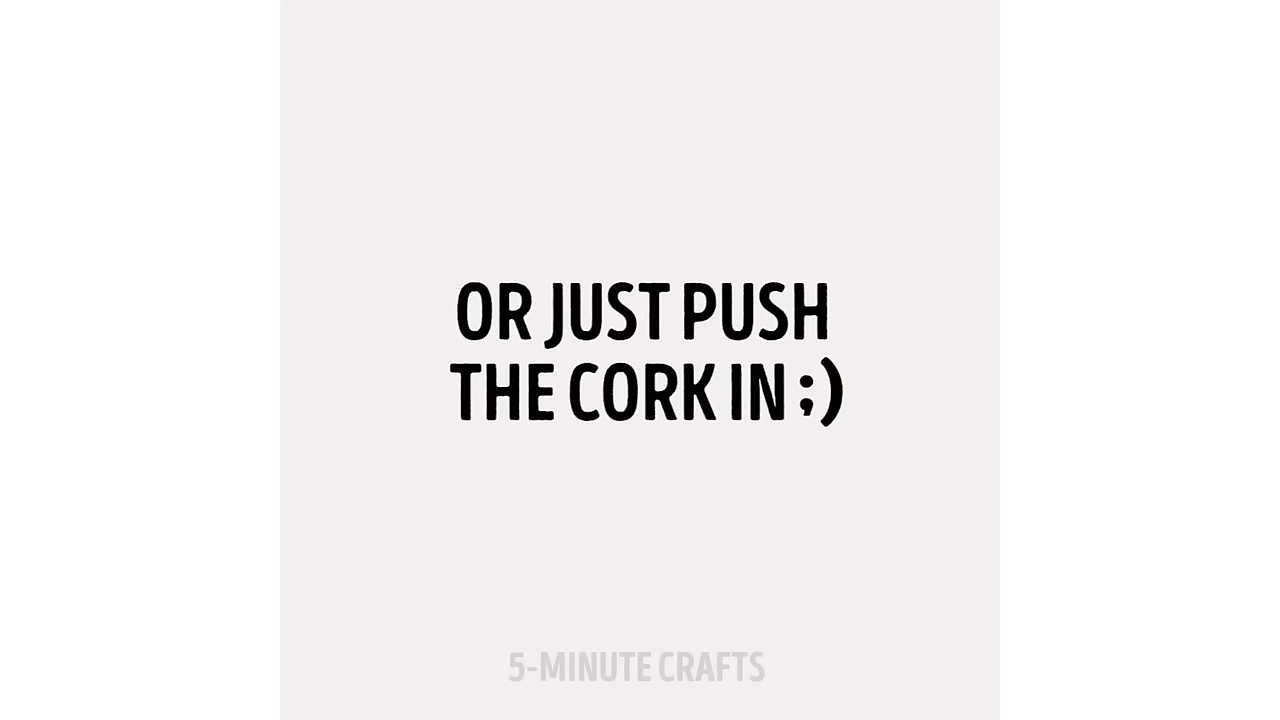 OR JUST PUSH
THE CORK IN ;)
5-MINUTE CRAFTS